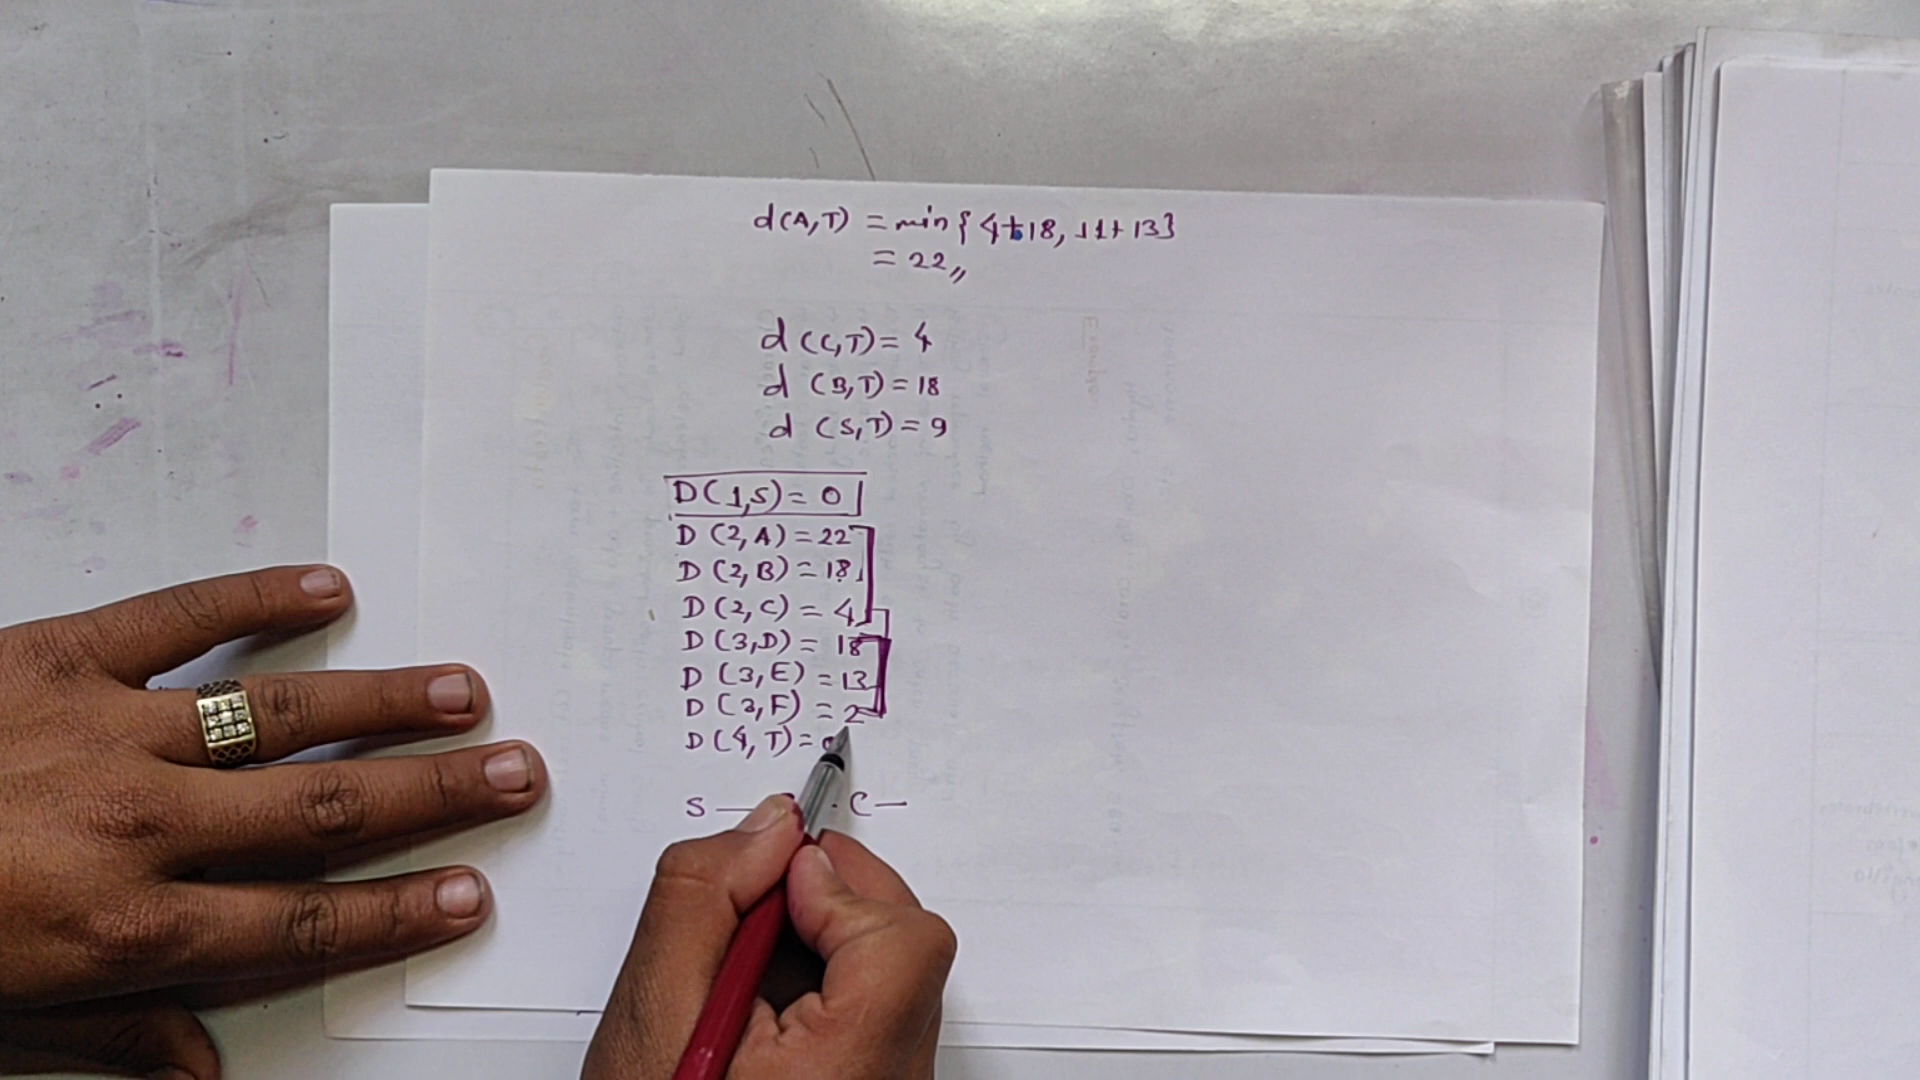 d(A,T) = min{ 4+18, 11+13}
= 22,,
d (C,T) = 4
d (B,T) = 18
d (S,T) = 9
D(1,S) = 0
D (2,A) = 22
D (2,B) = 18
D (2,C) = 4
D (3,D) = 18
D (3,E) = 13
D (3,F) = 2
D (4,T) =
S — C —